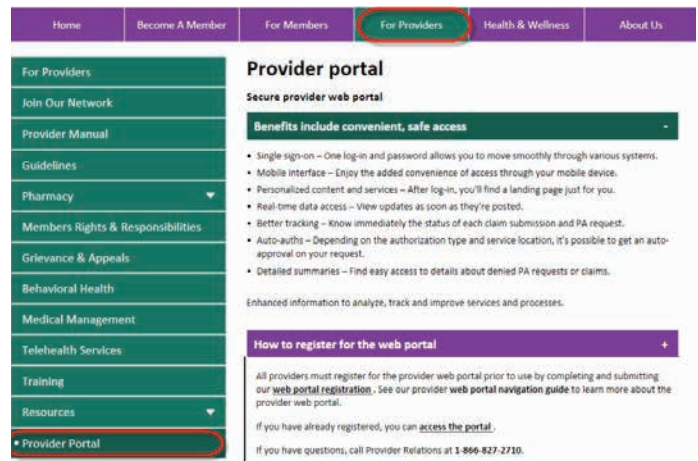 Home Become A Member For Members For Providers Health & Wellness About Us
For Providers
Join Our Network
Provider Manual
Guidelines
Pharmacy
Members Rights & Responsibilities
Grievance & Appeals
Behavioral Health
Medical Management
Telehealth Services
Training
Resources
• Provider Portal
Provider portal
Secure provider web portal
Benefits include convenient, safe access -
• Single sign-on – One log-in and password allows you to move smoothly through various systems.
• Mobile interface – Enjoy the added convenience of access through your mobile device.
• Personalized content and services – After log-in, you'll find a landing page just for you.
• Real-time data access – View updates as soon as they're posted.
• Better tracking – Know immediately the status of each claim submission and PA request.
• Auto-auths – Depending on the authorization type and service location, it's possible to get an auto-
approval on your request.
• Detailed summaries – Find easy access to details about denied PA requests or claims.
Enhanced information to analyze, track and improve services and processes.
How to register for the web portal +
All providers must register for the provider web portal prior to use by completing and submitting
our web portal registration . See our provider web portal navigation guide to learn more about the
provider web portal.
If you have already registered, you can access the portal .
If you have questions, call Provider Relations at 1-866-827-2710.